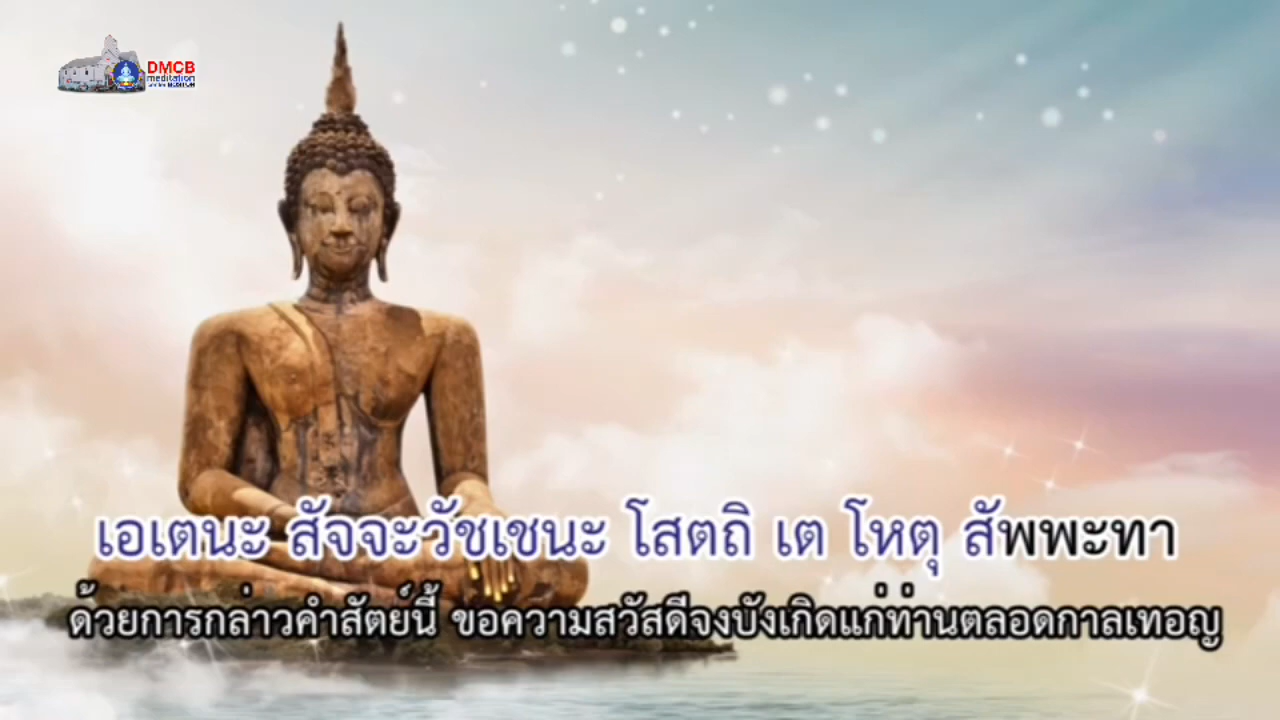 DMCB
meditation
เอเตนะ สัจจะวัชเชนะ โสตถิ เต โหตุ สัพพะทา
ด้วยการกล่าวคำสัตย์นี้ ขอความสวัสดีจงบังเกิดแก่ท่านตลอดกาลเทอญ